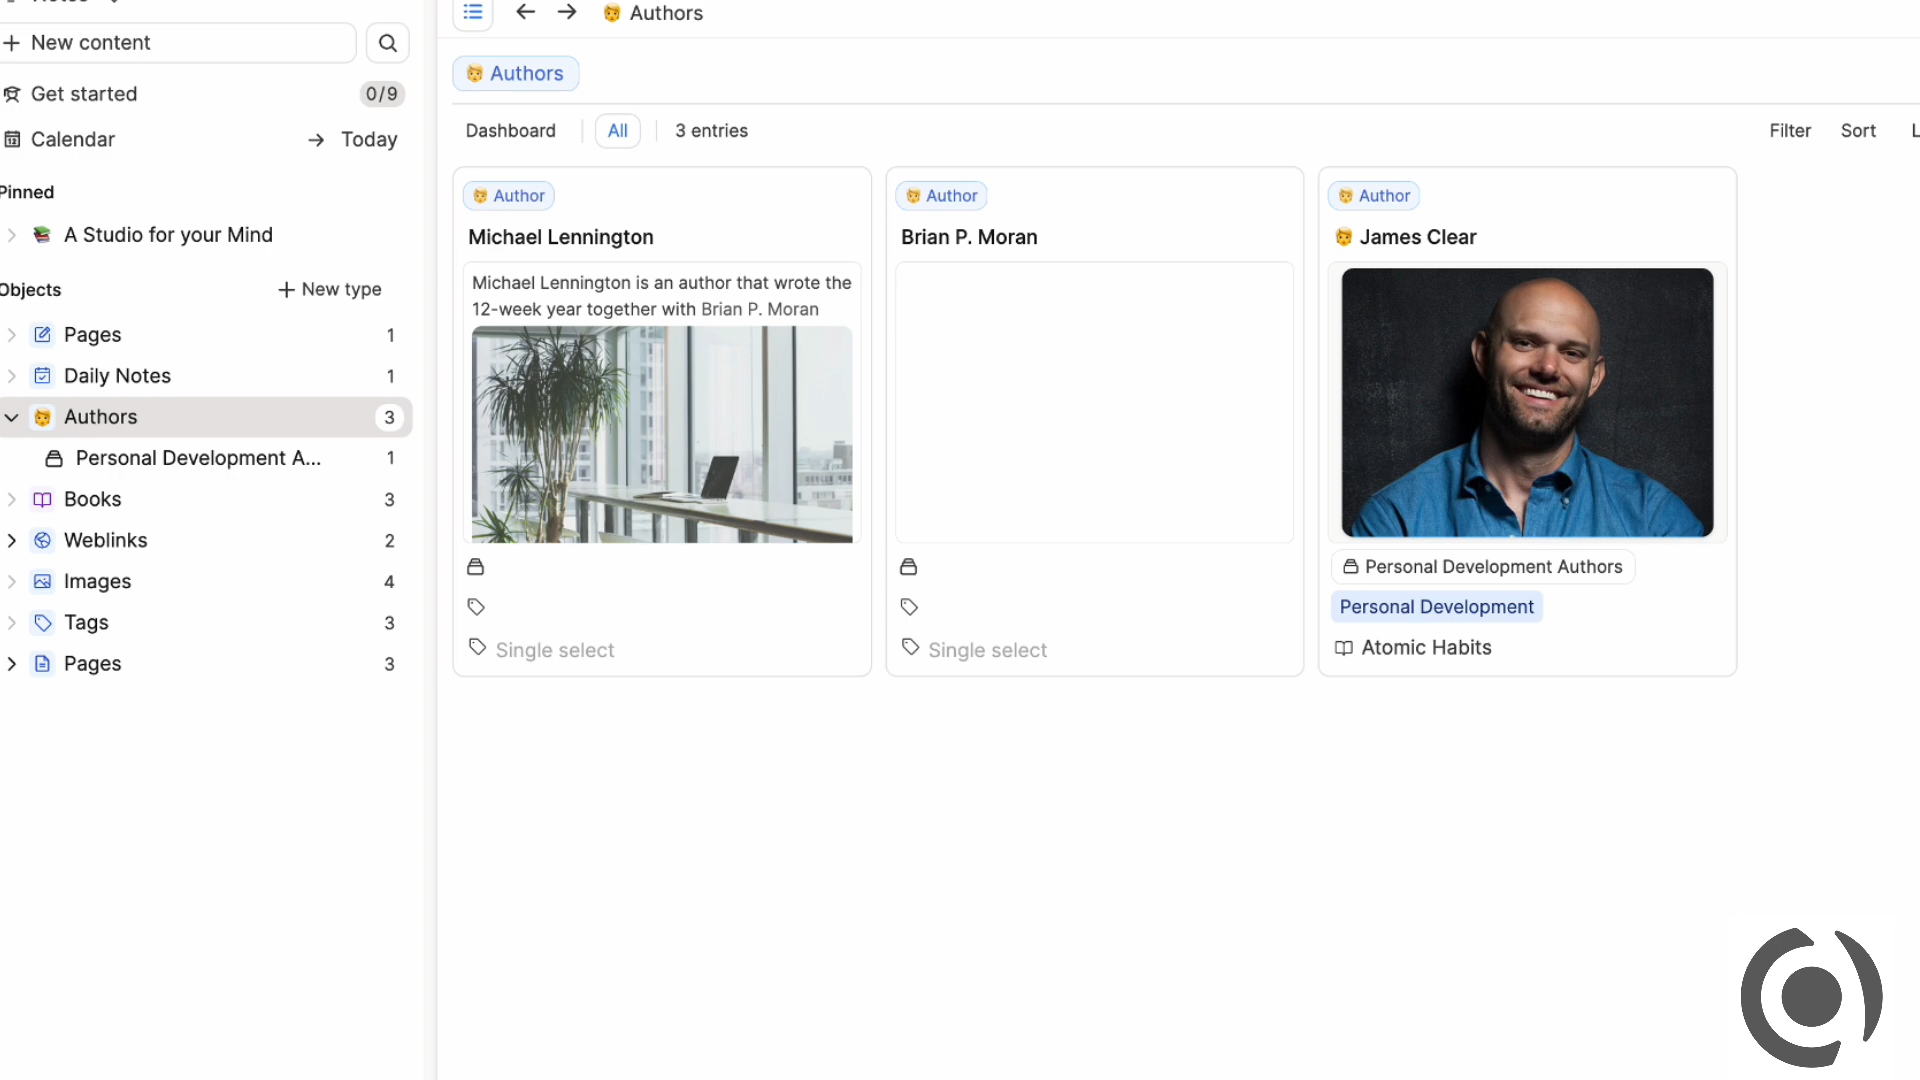 New content
Get started
0/9
Calendar
Today
Pinned
A Studio for your Mind
Objects
New type
Pages
1
Daily Notes
1
Authors
3
Personal Development A...
1
Books
3
Weblinks
2
Images
4
Tags
3
Pages
3
Authors
Authors
Dashboard
All
3 entries
Filter
Sort
Author
Michael Lennington
Michael Lennington is an author that wrote the
12-week year together with Brian P. Moran
Single select
Author
Brian P. Moran
Single select
Author
James Clear
Personal Development Authors
Personal Development
Atomic Habits